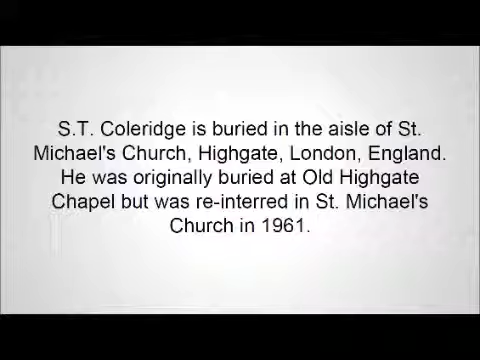 S.T. Coleridge is buried in the aisle of St.
Michael's Church, Highgate, London, England.
He was originally buried at Old Highgate
Chapel but was re-interred in St. Michael's
Church in 1961.